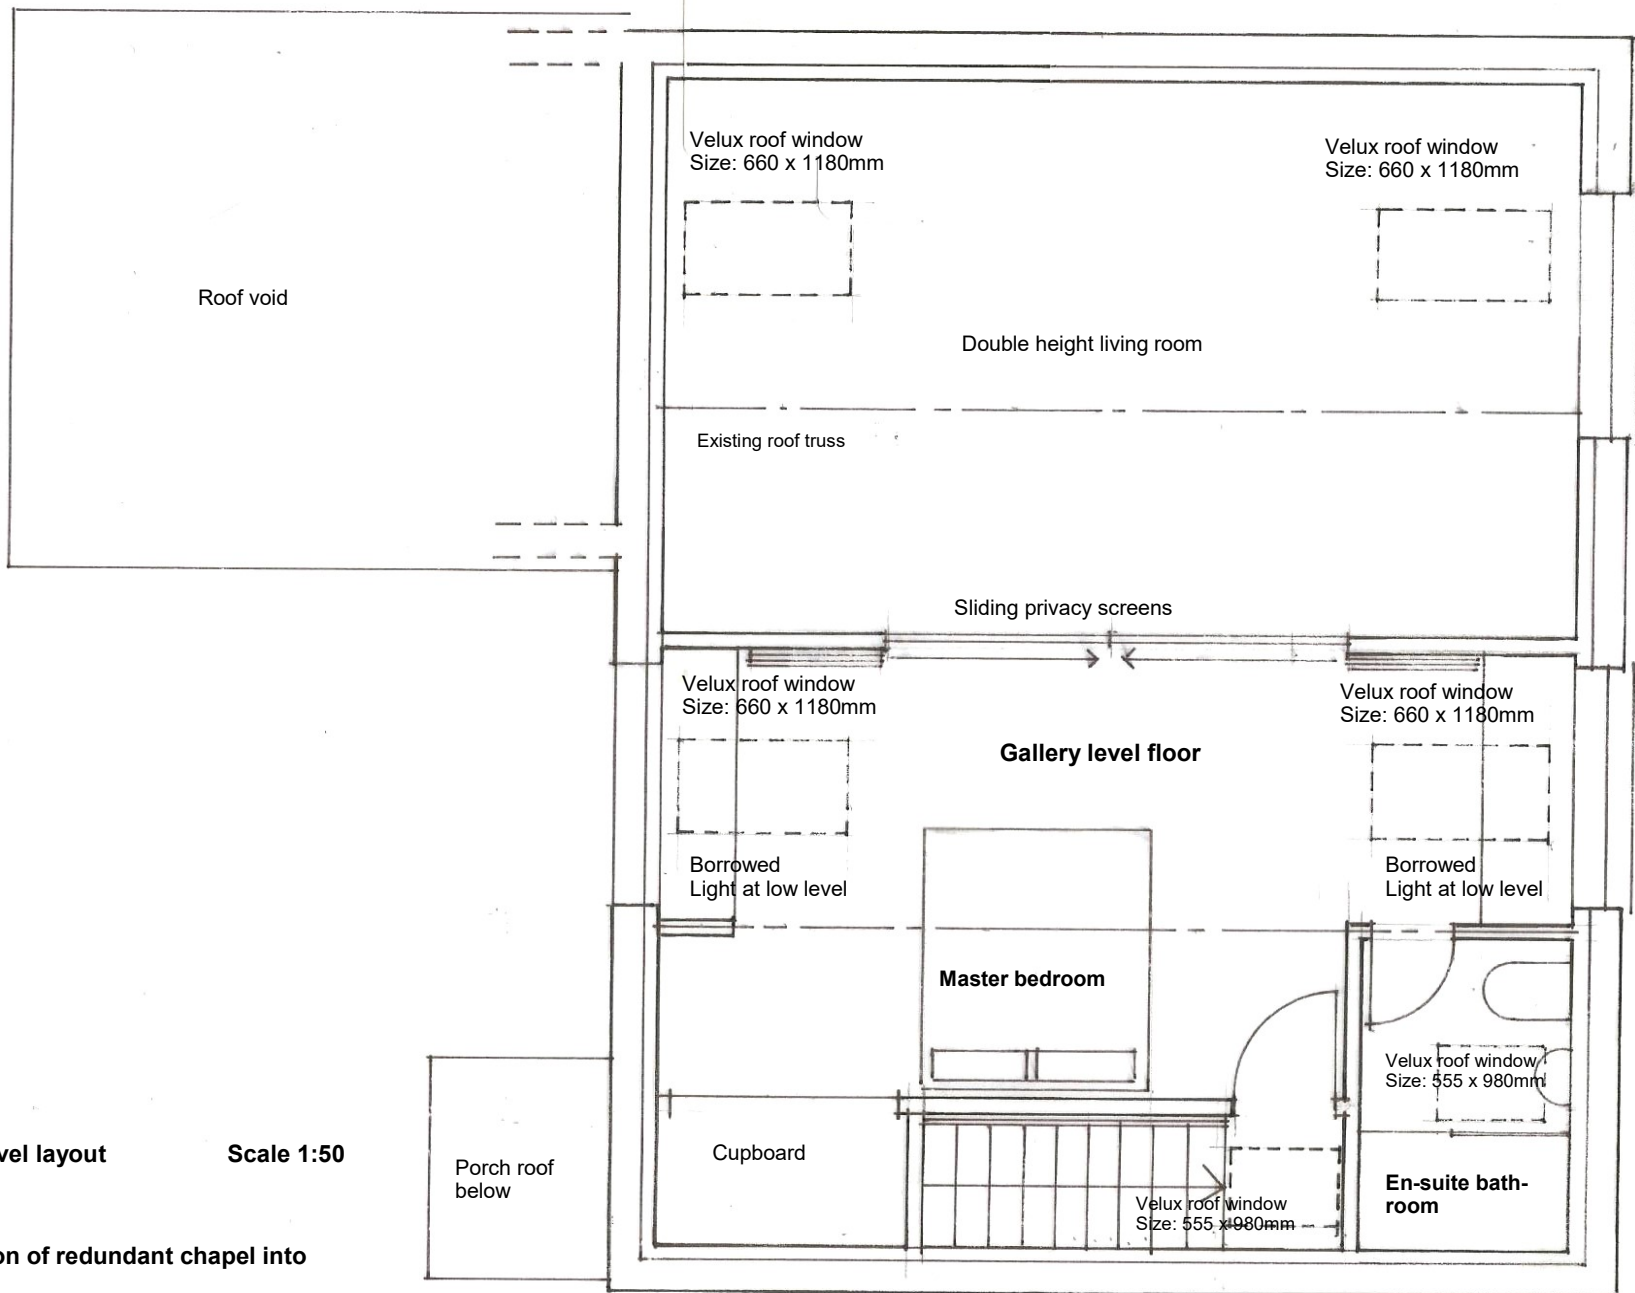 Velux roof window
Size: 660 x 1180mm
Velux roof window
Size: 660 x 1180mm
Roof void
Double height living room
Existing roof truss
Sliding privacy screens
Velux roof window
Size: 660 x 1180mm
Velux roof window
Size: 660 x 1180mm
Gallery level floor
Borrowed
Light at low level
Borrowed
Light at low level
Master bedroom
Velux roof window
Size: 555 x 980mm
vel layout
Scale 1:50
Porch roof
below
Cupboard
Velux roof window
Size: 555 x 980mm
En-suite bath-
room
on of redundant chapel into